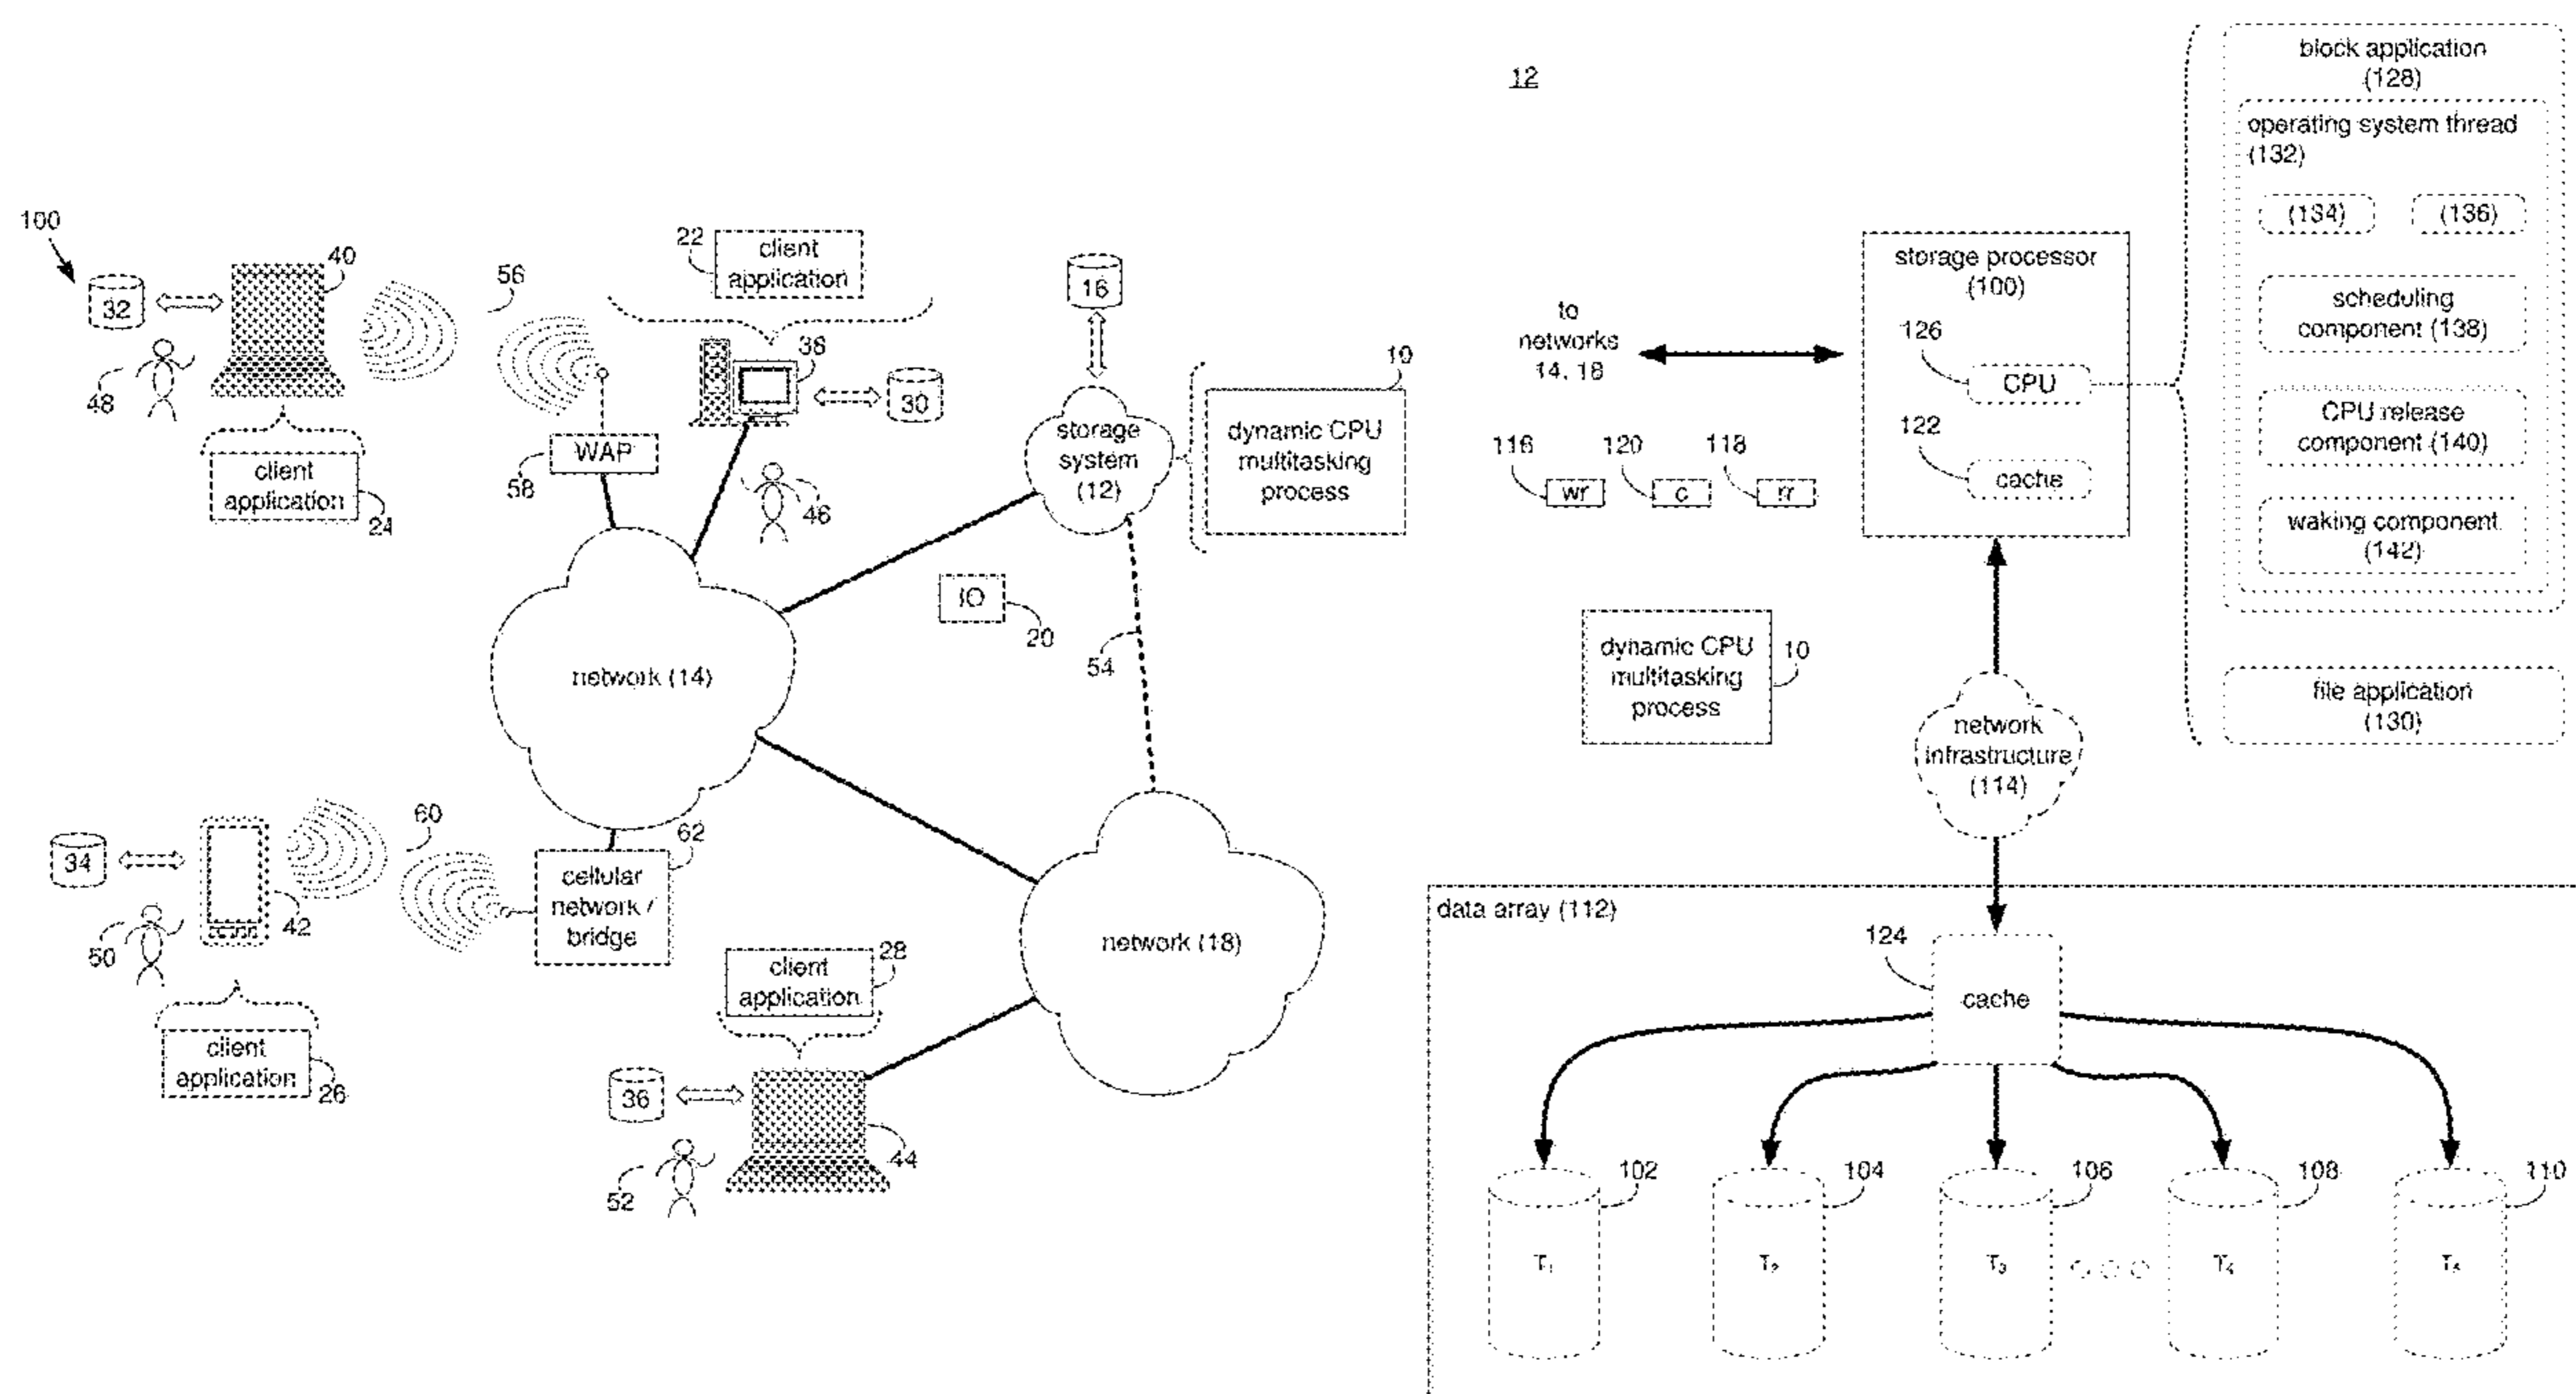 100
32
40
48
client
application
24
56
58
WAP
22
client
application
38
30
46
16
storage
system
(12)
10
dynamic CPU
multitasking
process
IO
20
54
network (14)
34
42
50
60
62
cellular
network /
bridge
client
application
26
28
client
application
36
44
52
network (18)
12
to
networks
14, 18
116
wr
120
c
118
rr
storage processor
(100)
126
CPU
122
cache
block application
(128)
operating system thread
(132)
(134)
(136)
scheduling
component (138)
CPU release
component (140)
waking component
(142)
file application
(130)
dynamic CPU
multitasking
process
10
network
infrastructure
(114)
data array (112)
124
cache
102
104
106
108
110
T₁
T₂
T₃
T₄
T₅